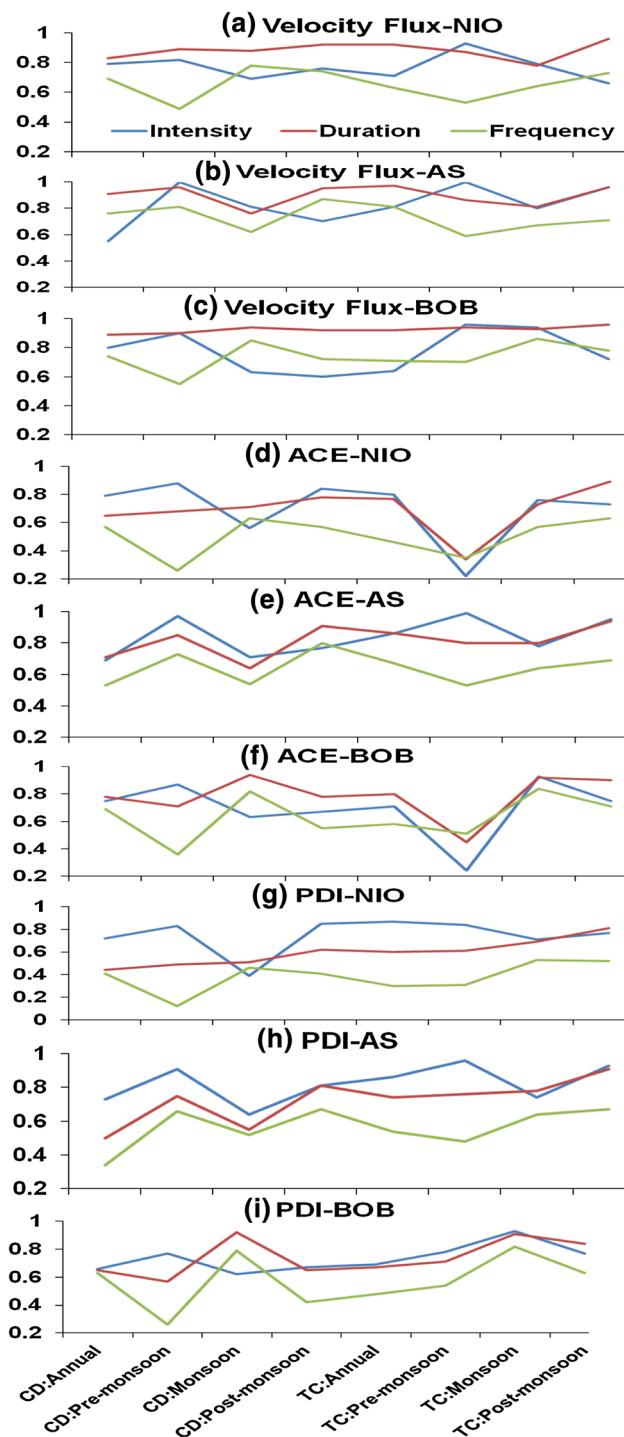 (a) Velocity Flux-NIO
1
0.8
0.6
0.4
0.2
Intensity Duration Frequency
(b) Velocity Flux-AS
1
0.8
0.6
0.4
0.2
(c) Velocity Flux-BOB
1
0.8
0.6
0.4
0.2
(d) ACE-NIO
1
0.8
0.6
0.4
0.2
(e) ACE-AS
1
0.8
0.6
0.4
0.2
(f) ACE-BOB
1
0.8
0.6
0.4
0.2
(g) PDI-NIO
1
0.8
0.6
0.4
0.2
0
(h) PDI-AS
1
0.8
0.6
0.4
0.2
(i) PDI-BOB
1
0.8
0.6
0.4
0.2
CD:Annual
CD:Pre-monsoon
CD:Monsoon
CD:Post-monsoon
TC:Annual
TC:Pre-monsoon
TC:Monsoon
TC:Post-monsoon